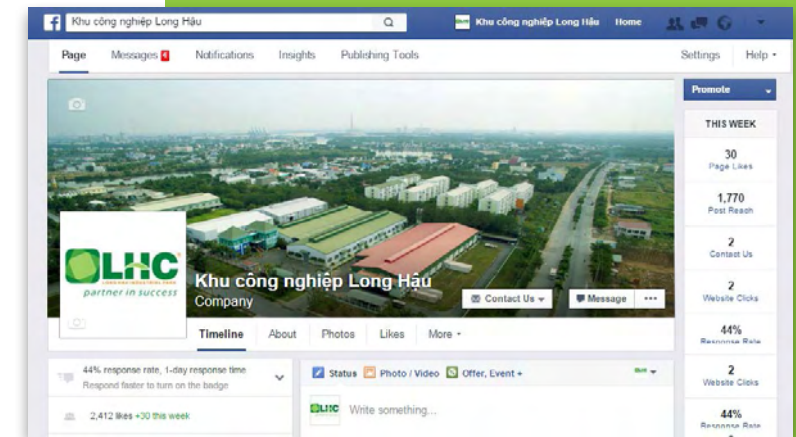 Khu công nghiệp Long Hậu
Khu công nghiệp Long Hậu Home
Page Messages 4 Notifications Insights Publishing Tools Settings Help
Promote
THIS WEEK
30
Page Likes
1,770
Post Reach
2
Contact Us
2
Website Clicks
44%
Response Rate
2
Website Clicks
44%
Response Rate
LHC
LONG HAU INDUSTRIAL PARK
partner in success
Khu công nghiệp Long Hậu
Company
Contact Us Message
Timeline About Photos Likes More
44% response rate, 1-day response time
Respond faster to turn on the badge
2,412 likes +30 this week
Status Photo / Video Offer, Event +
LHC
Write something...